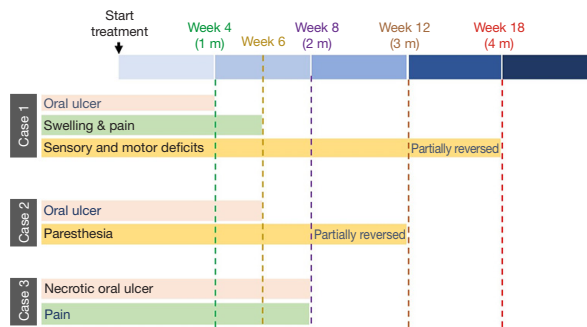 Start
treatment
Week 4
(1 m)
Week 6
Week 8
(2 m)
Week 12
(3 m)
Week 18
(4 m)
Case 1
Oral ulcer
Swelling & pain
Sensory and motor deficits
Partially reversed
Case 2
Oral ulcer
Paresthesia
Partially reversed
Case 3
Necrotic oral ulcer
Pain